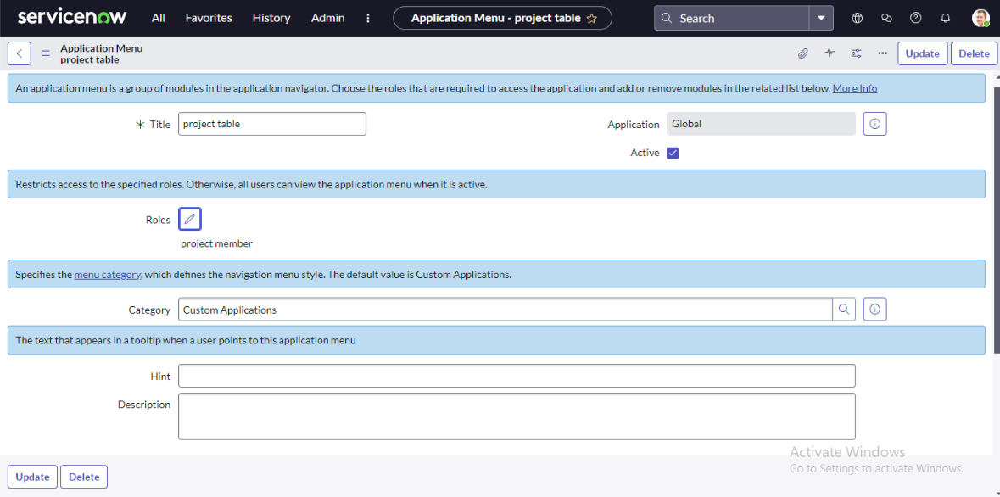 servicenow All Favorites History Admin Application Menu - project table Search
Application Menu
project table
Update Delete
An application menu is a group of modules in the application navigator. Choose the roles that are required to access the application and add or remove modules in the related list below. More Info
* Title project table
Application Global
Active
Restricts access to the specified roles. Otherwise, all users can view the application menu when it is active.
Roles
project member
Specifies the menu category, which defines the navigation menu style. The default value is Custom Applications.
Category Custom Applications
The text that appears in a tooltip when a user points to this application menu
Hint
Description
Activate Windows
Go to Settings to activate Windows.
Update Delete